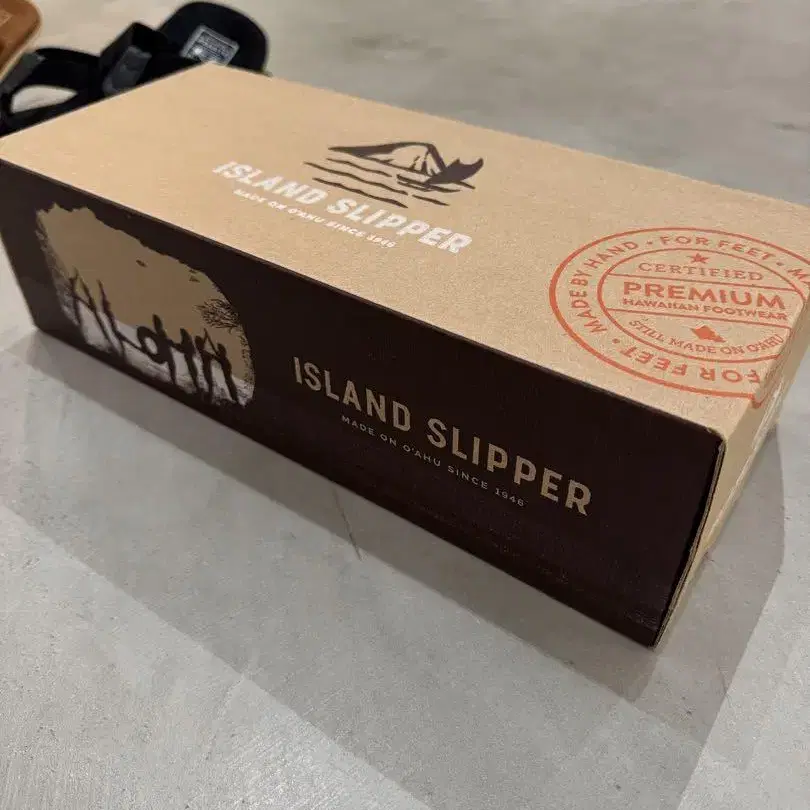 ISLAND SLIPPER
MADE ON O'AHU SINCE 1946
MADE BY HAND • FOR FEET •
CERTIFIED
PREMIUM
HAWAIIAN FOOTWEAR
STILL MADE ON O'AHU
FOR FEET •
ALOHA
ISLAND SLIPPER
MADE ON O'AHU SINCE 1946